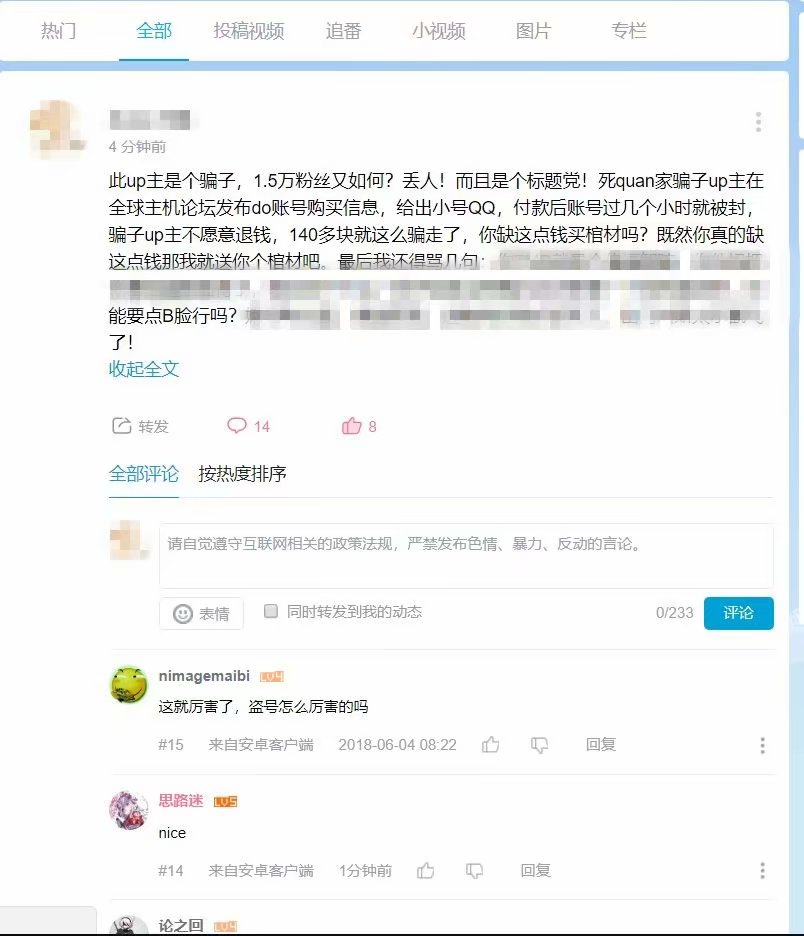 热门 全部 投稿视频 追番 小视频 图片 专栏
4 分钟前
此up主是个骗子，1.5万粉丝又如何？丢人！而且是个标题党！死quan家骗子up主在
全球主机论坛发布do账号购买信息，给出小号QQ，付款后账号过几个小时就被封，
骗子up主不愿意退钱，140多块就这么骗走了，你缺这点钱买棺材吗？既然你真的缺
这点钱那我就送你个棺材吧。最后我还得骂几句：
能要点B脸行吗？
了！
收起全文
转发 14 8
全部评论 按热度排序
请自觉遵守互联网相关的政策法规，严禁发布色情、暴力、反动的言论。
表情 同时转发到我的动态 0/233 评论
nimagemaibi LV4
这就厉害了，盗号怎么厉害的吗
#15 来自安卓客户端 2018-06-04 08:22 回复
思路迷 LV5
nice
#14 来自安卓客户端 1分钟前 回复
论之回 LV4